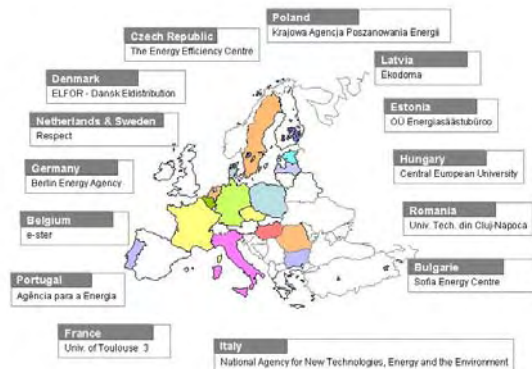 Poland
Krajowa Agencja Poszanowania Energii
Czech Republic
The Energy Efficiency Centre
Latvia
Ekodoma
Denmark
ELFOR - Dansk Eldistribution
Estonia
OÜ Energiasäästubüroo
Netherlands & Sweden
Respect
Hungary
Central European University
Germany
Berlin Energy Agency
Romania
Univ. Tech. din Cluj-Napoca
Belgium
e-ster
Bulgarie
Sofia Energy Centre
Portugal
Agência para a Energia
France
Univ. of Toulouse 3
Italy
National Agency for New Technologies, Energy and the Environment